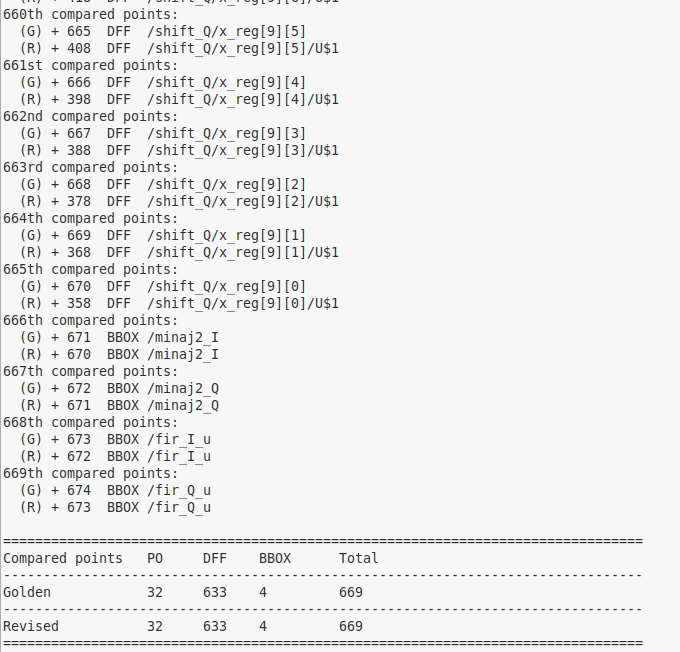 (R) + 418 DFF /shift_Q/x_reg[9][6]/U$1
660th compared points:
(G) + 665 DFF /shift_Q/x_reg[9][5]
(R) + 408 DFF /shift_Q/x_reg[9][5]/U$1
661st compared points:
(G) + 666 DFF /shift_Q/x_reg[9][4]
(R) + 398 DFF /shift_Q/x_reg[9][4]/U$1
662nd compared points:
(G) + 667 DFF /shift_Q/x_reg[9][3]
(R) + 388 DFF /shift_Q/x_reg[9][3]/U$1
663rd compared points:
(G) + 668 DFF /shift_Q/x_reg[9][2]
(R) + 378 DFF /shift_Q/x_reg[9][2]/U$1
664th compared points:
(G) + 669 DFF /shift_Q/x_reg[9][1]
(R) + 368 DFF /shift_Q/x_reg[9][1]/U$1
665th compared points:
(G) + 670 DFF /shift_Q/x_reg[9][0]
(R) + 358 DFF /shift_Q/x_reg[9][0]/U$1
666th compared points:
(G) + 671 BBOX /minaj2_I
(R) + 670 BBOX /minaj2_I
667th compared points:
(G) + 672 BBOX /minaj2_Q
(R) + 671 BBOX /minaj2_Q
668th compared points:
(G) + 673 BBOX /fir_I_u
(R) + 672 BBOX /fir_I_u
669th compared points:
(G) + 674 BBOX /fir_Q_u
(R) + 673 BBOX /fir_Q_u
================================================================================
Compared points PO DFF BBOX Total
--------------------------------------------------------------------------------
Golden 32 633 4 669
--------------------------------------------------------------------------------
Revised 32 633 4 669
================================================================================